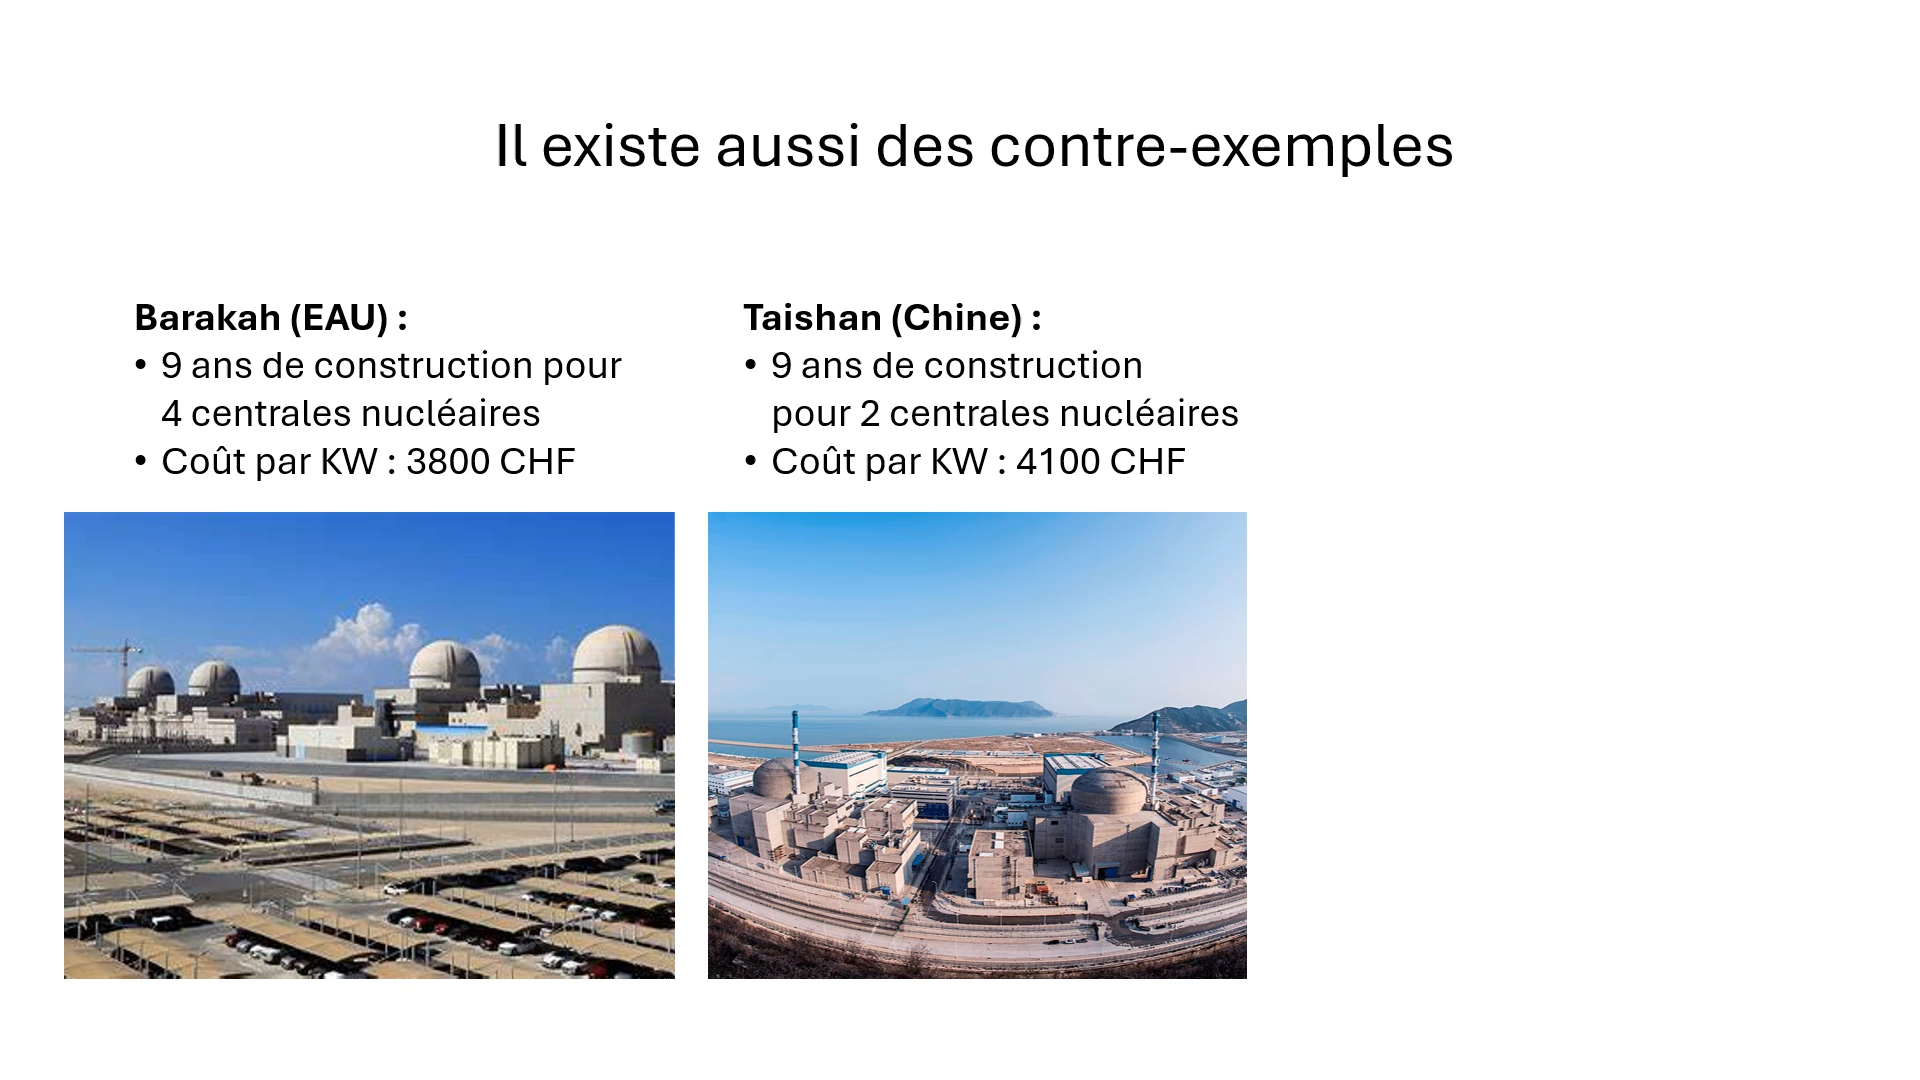 Il existe aussi des contre-exemples
Barakah (EAU) :
• 9 ans de construction pour
4 centrales nucléaires
• Coût par KW : 3800 CHF
Taishan (Chine) :
• 9 ans de construction
pour 2 centrales nucléaires
• Coût par KW : 4100 CHF